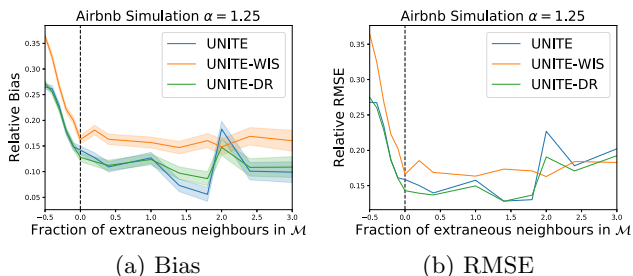 Airbnb Simulation α = 1.25
UNITE
UNITE-WIS
UNITE-DR
Relative Bias
0.35
0.30
0.25
0.20
0.15
0.10
0.05
−0.5 0.0 0.5 1.0 1.5 2.0 2.5 3.0
Fraction of extraneous neighbours in ℳ
(a) Bias
Airbnb Simulation α = 1.25
UNITE
UNITE-WIS
UNITE-DR
Relative RMSE
0.35
0.30
0.25
0.20
0.15
−0.5 0.0 0.5 1.0 1.5 2.0 2.5 3.0
Fraction of extraneous neighbours in ℳ
(b) RMSE